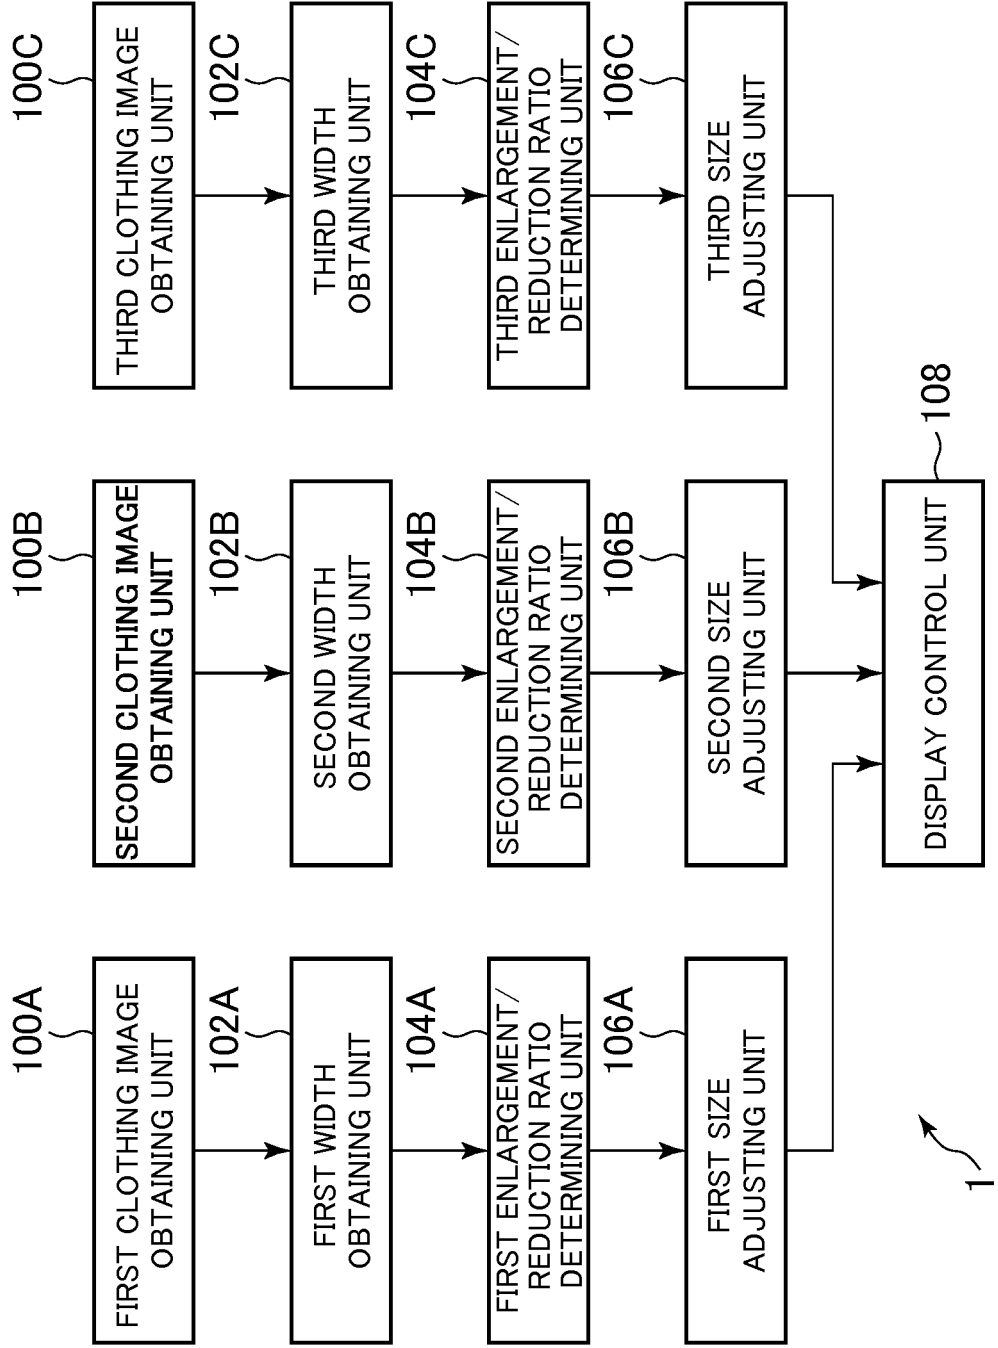 100A
FIRST CLOTHING IMAGE
OBTAINING UNIT
100B
SECOND CLOTHING IMAGE
OBTAINING UNIT
100C
THIRD CLOTHING IMAGE
OBTAINING UNIT
102A
FIRST WIDTH
OBTAINING UNIT
102B
SECOND WIDTH
OBTAINING UNIT
102C
THIRD WIDTH
OBTAINING UNIT
104A
FIRST ENLARGEMENT/
REDUCTION RATIO
DETERMINING UNIT
104B
SECOND ENLARGEMENT/
REDUCTION RATIO
DETERMINING UNIT
104C
THIRD ENLARGEMENT/
REDUCTION RATIO
DETERMINING UNIT
106A
FIRST SIZE
ADJUSTING UNIT
106B
SECOND SIZE
ADJUSTING UNIT
106C
THIRD SIZE
ADJUSTING UNIT
108
DISPLAY CONTROL UNIT
1